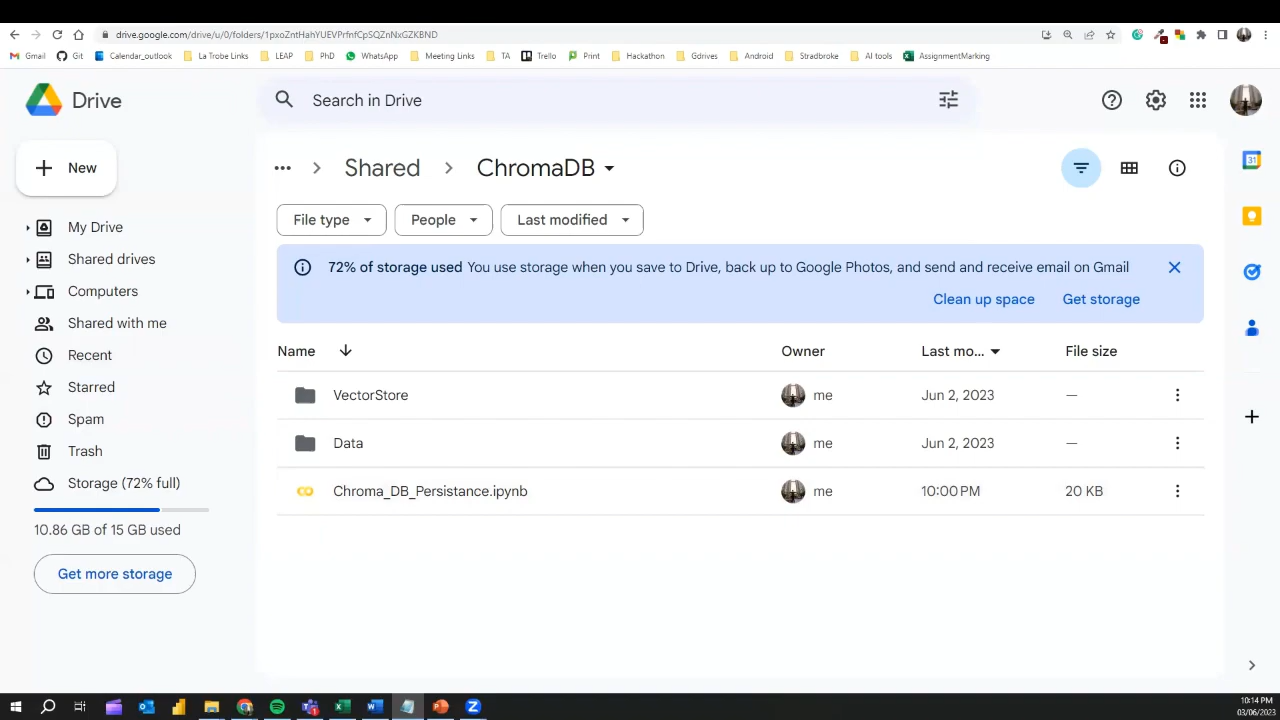 drive.google.com/drive/u/0/folders/1pxoZntHahYUEVPrfnfCpSQZnNxGZKBND
Gmail Git Calendar_outlook La Trobe Links LEAP PhD WhatsApp Meeting Links TA Trello Print Hackathon Gdrives Android Stradbroke AI tools AssignmentMarking
Drive
Search in Drive
New
Shared
ChromaDB
File type
People
Last modified
My Drive
Shared drives
Computers
Shared with me
Recent
Starred
Spam
Trash
Storage (72% full)
10.86 GB of 15 GB used
Get more storage
72% of storage used You use storage when you save to Drive, back up to Google Photos, and send and receive email on Gmail
Clean up space Get storage
Name Owner Last mo... File size
VectorStore me Jun 2, 2023 —
Data me Jun 2, 2023 —
Chroma_DB_Persistance.ipynb me 10:00 PM 20 KB
31
10:14 PM
03/06/2023